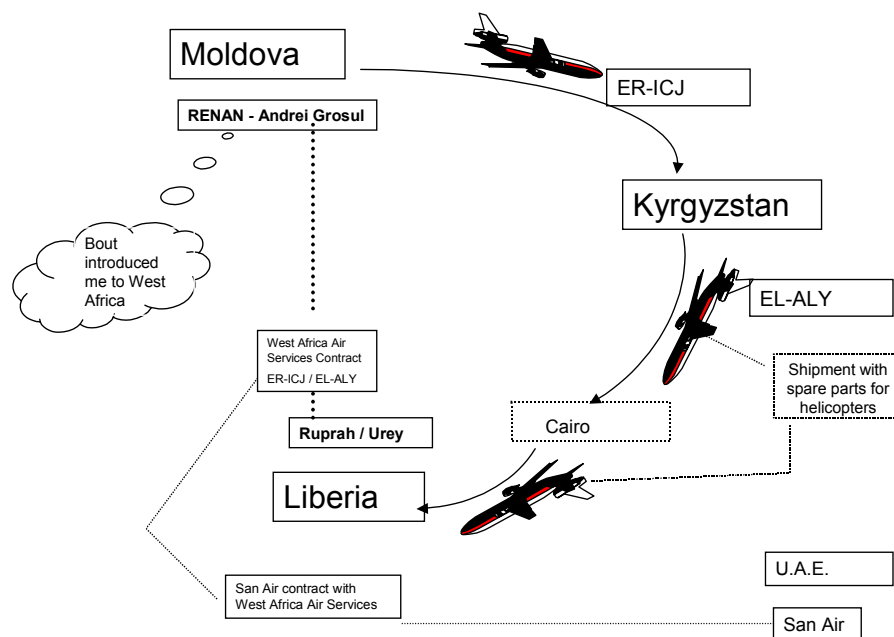 Moldova
ER-ICJ
RENAN - Andrei Grosul
Kyrgyzstan
Bout
introduced
me to West
Africa
EL-ALY
West Africa Air
Services Contract
ER-ICJ / EL-ALY
Shipment with
spare parts for
helicopters
Ruprah / Urey
Cairo
Liberia
U.A.E.
San Air contract with
West Africa Air Services
San Air